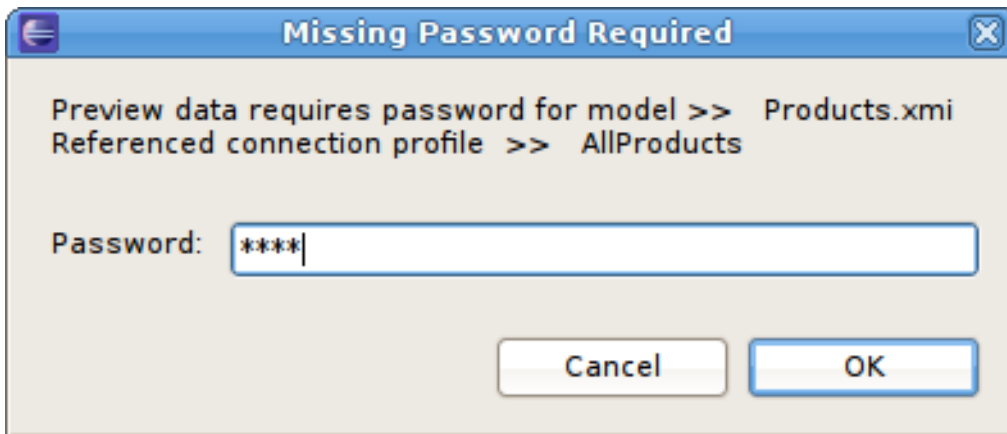 Missing Password Required
Preview data requires password for model >> Products.xmi
Referenced connection profile >> AllProducts
Password: ****
Cancel OK